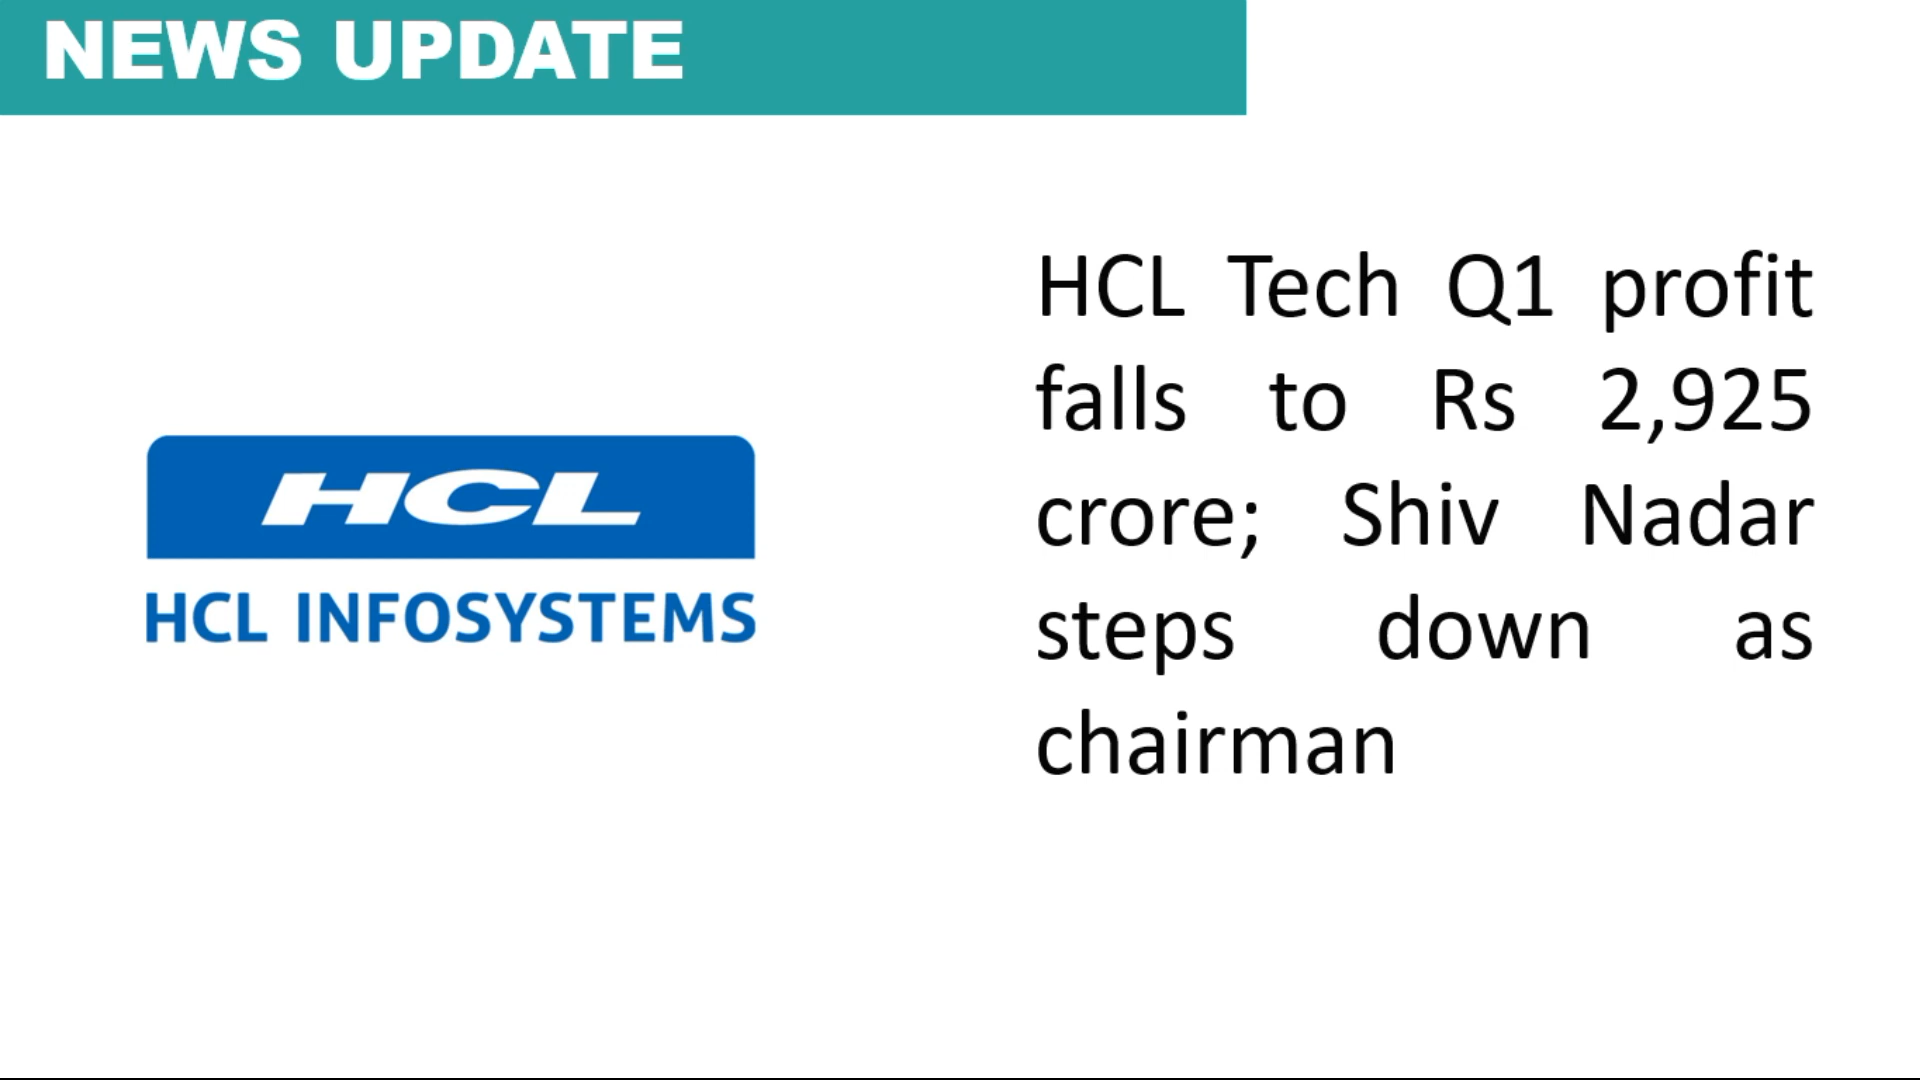 NEWS UPDATE
HCL
HCL INFOSYSTEMS
HCL Tech Q1 profit
falls to Rs 2,925
crore; Shiv Nadar
steps down as
chairman